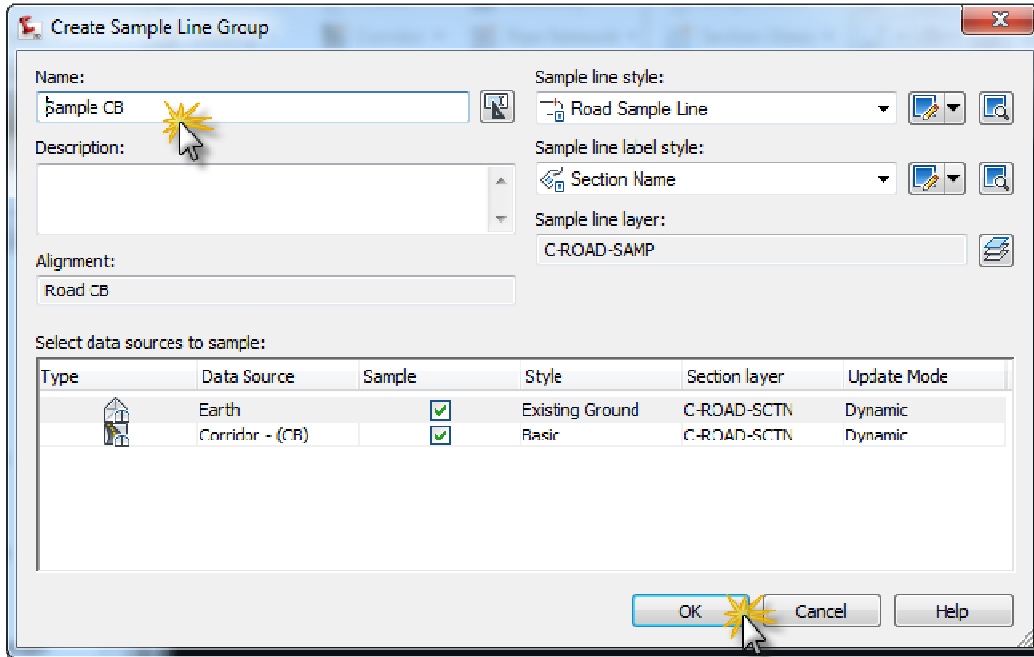 Create Sample Line Group
Name:
Sample CB
Description:
Alignment:
Road CB
Sample line style:
Road Sample Line
Sample line label style:
Section Name
Sample line layer:
C-ROAD-SAMP
Select data sources to sample:
Type Data Source Sample Style Section layer Update Mode
Earth Existing Ground C-ROAD-SCTN Dynamic
Corridor - (CB) Basic C-ROAD-SCTN Dynamic
OK Cancel Help